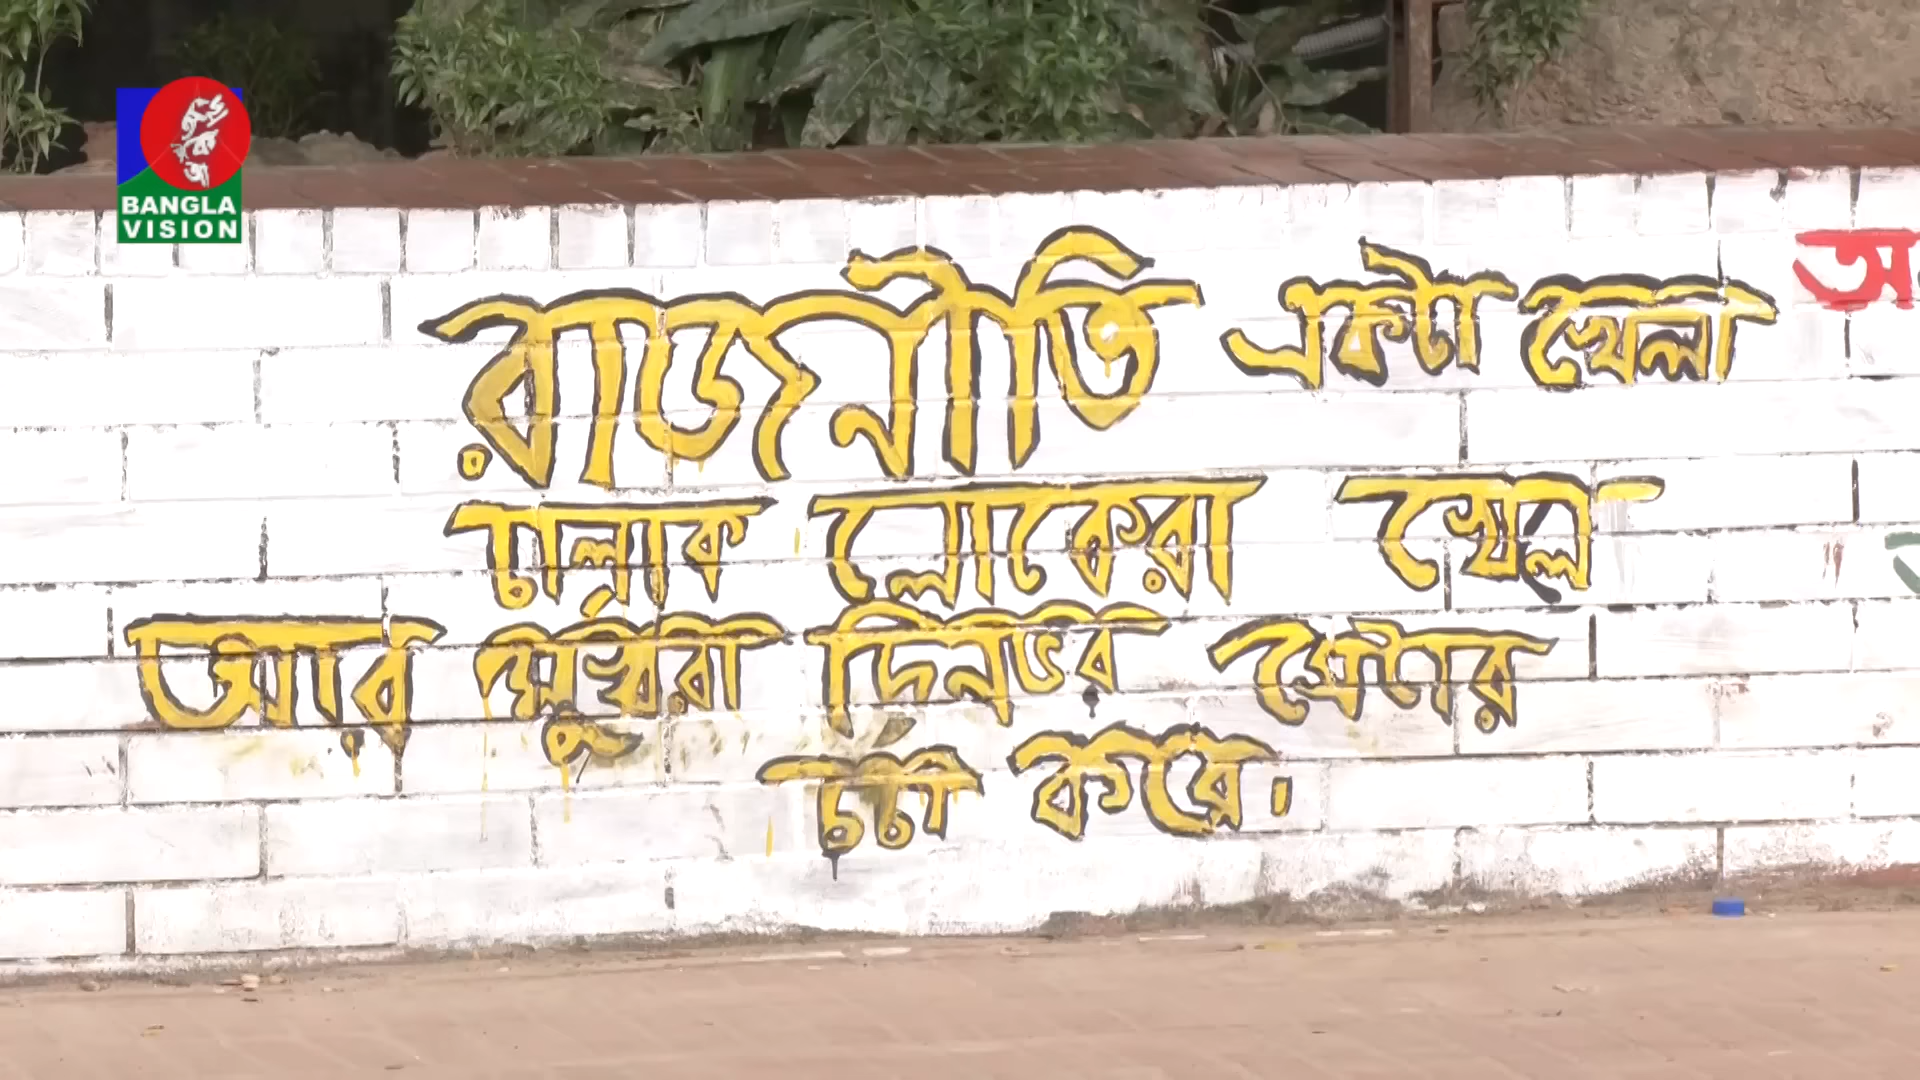 BANGLA
VISION
রাজনীতি একটা খেলা
চালাক লোকেরা খেলে
আর মূর্খরা দিনভর সেটার
চর্চা করে।
অ